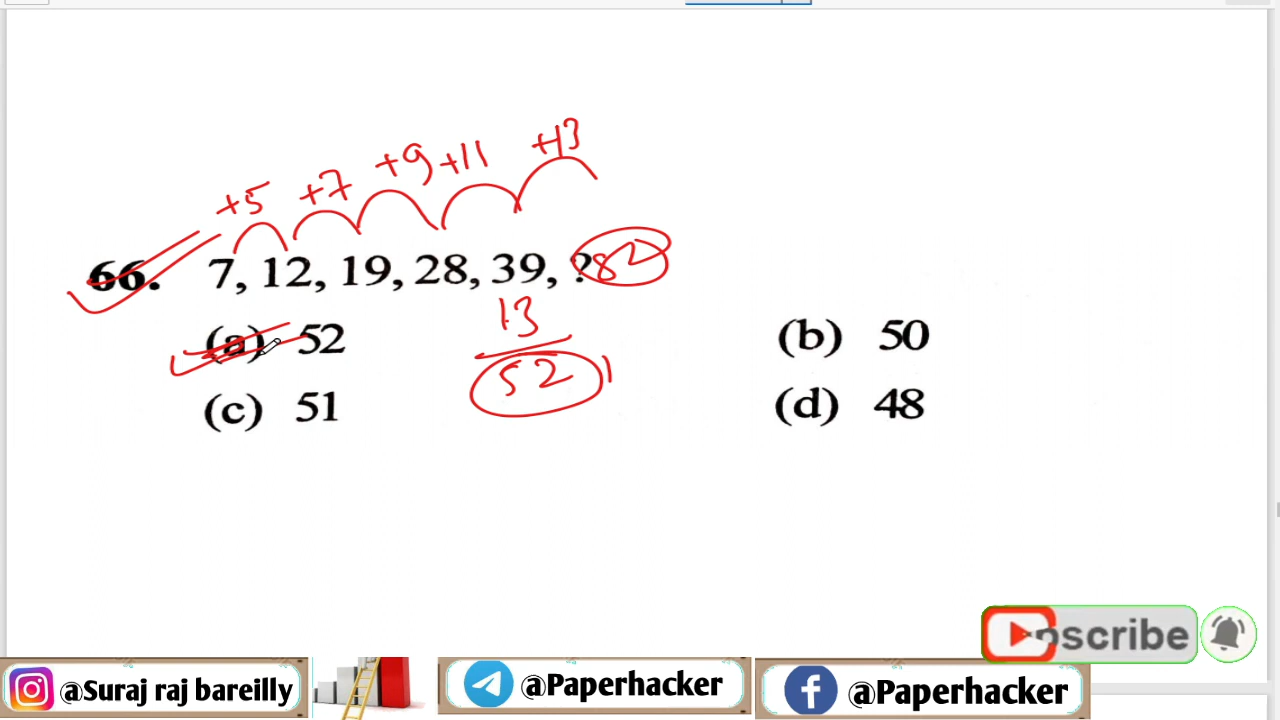 +5 +7 +9 +11 +13
66. 7, 12, 19, 28, 39, ? 52
13
(a) 52 (b) 50
52
(c) 51 (d) 48
bscribe
@Suraj raj bareilly @Paperhacker @Paperhacker